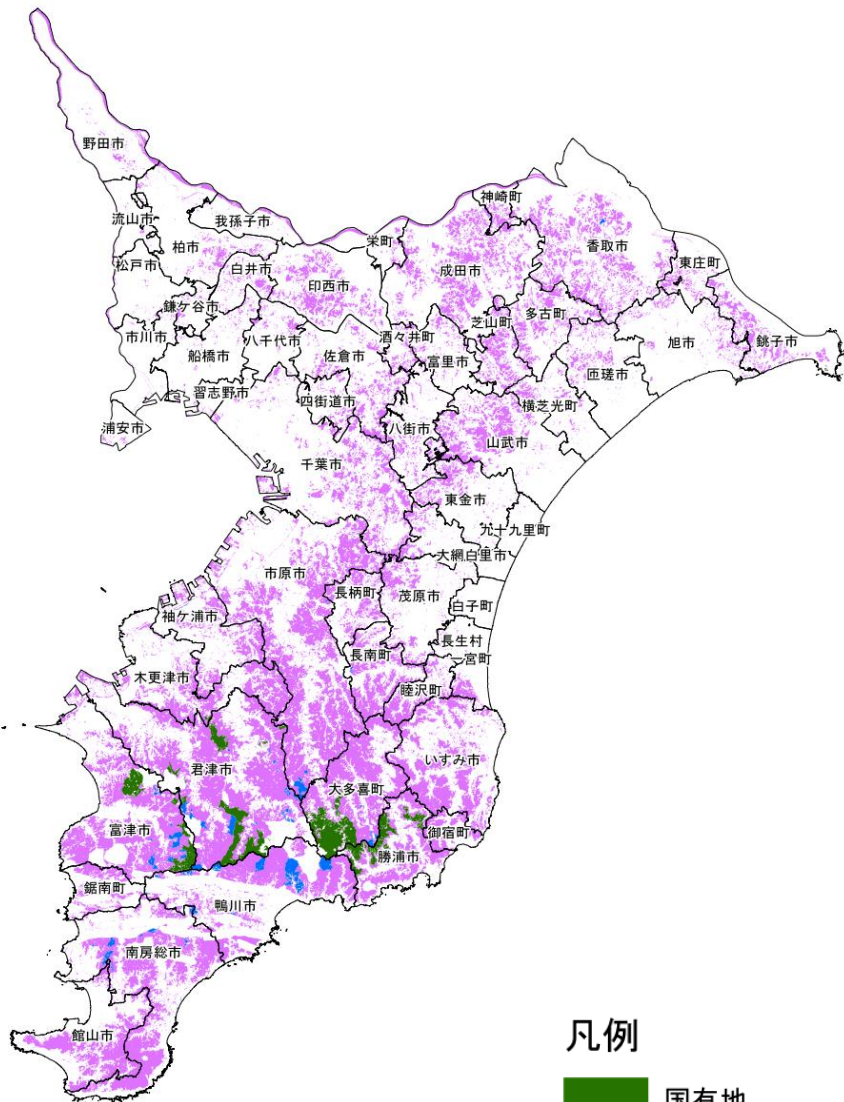 野田市
流山市
我孫子市
柏市
松戸市
白井市
印西市
栄町
神崎町
成田市
香取市
東庄町
鎌ケ谷市
市川市
船橋市
八千代市
佐倉市
酒々井町
富里市
芝山町
多古町
旭市
銚子市
匝瑳市
習志野市
四街道市
浦安市
八街市
横芝光町
山武市
千葉市
東金市
九十九里町
大網白里市
市原市
長柄町
茂原市
白子町
袖ケ浦市
長生村
長南町
一宮町
木更津市
睦沢町
いすみ市
君津市
大多喜町
富津市
御宿町
勝浦市
鋸南町
鴨川市
南房総市
館山市
凡例
国有地